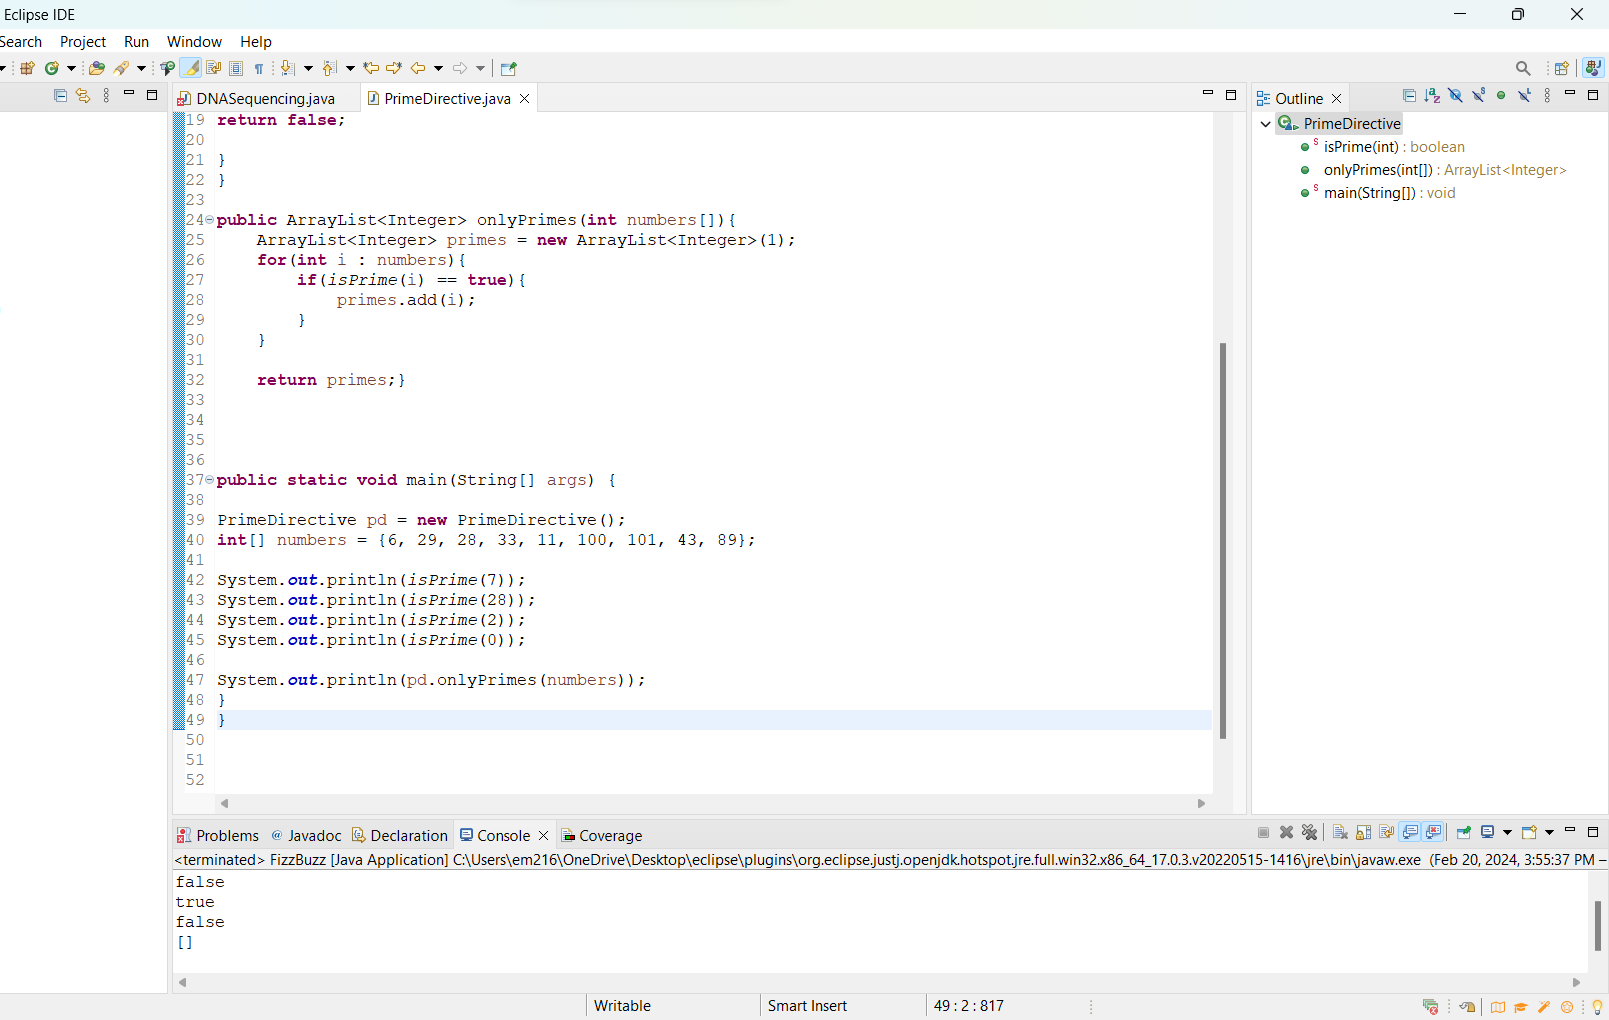 Eclipse IDE
Search Project Run Window Help
DNASequencing.java
PrimeDirective.java
Outline
19 return false;
20
21 }
22 }
23
24 public ArrayList<Integer> onlyPrimes(int numbers[]){
25     ArrayList<Integer> primes = new ArrayList<Integer>(1);
26     for(int i : numbers){
27         if(isPrime(i) == true){
28             primes.add(i);
29         }
30     }
31
32     return primes;}
33
34
35
36
37 public static void main(String[] args) {
38
39 PrimeDirective pd = new PrimeDirective();
40 int[] numbers = {6, 29, 28, 33, 11, 100, 101, 43, 89};
41
42 System.out.println(isPrime(7));
43 System.out.println(isPrime(28));
44 System.out.println(isPrime(2));
45 System.out.println(isPrime(0));
46
47 System.out.println(pd.onlyPrimes(numbers));
48 }
49 }
50
51
52
PrimeDirective
isPrime(int) : boolean
onlyPrimes(int[]) : ArrayList<Integer>
main(String[]) : void
Problems @ Javadoc Declaration Console Coverage
<terminated> FizzBuzz [Java Application] C:\Users\em216\OneDrive\Desktop\eclipse\plugins\org.eclipse.justj.openjdk.hotspot.jre.full.win32.x86_64_17.0.3.v20220515-1416\jre\bin\javaw.exe (Feb 20, 2024, 3:55:37 PM –
false
true
false
[]
Writable Smart Insert 49 : 2 : 817